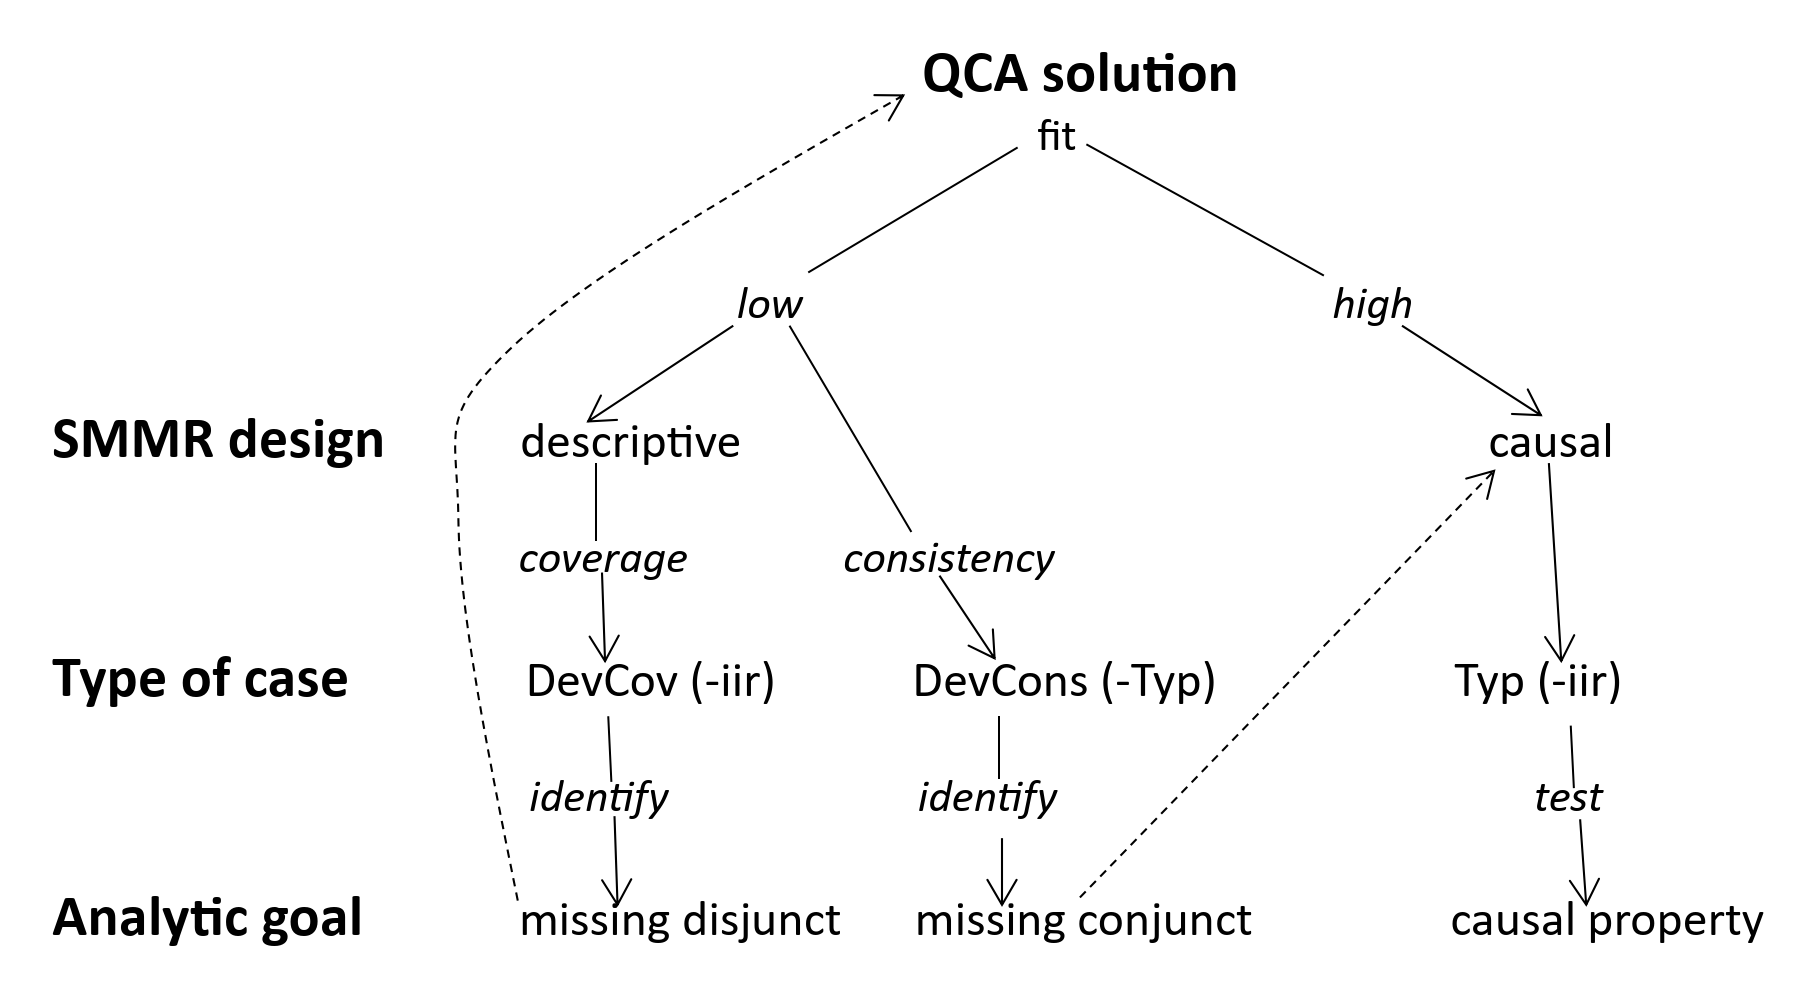 QCA solution
fit
low
high
SMMR design
descriptive
causal
coverage
consistency
Type of case
DevCov (-iir)
DevCons (-Typ)
Typ (-iir)
identify
identify
test
Analytic goal
missing disjunct
missing conjunct
causal property